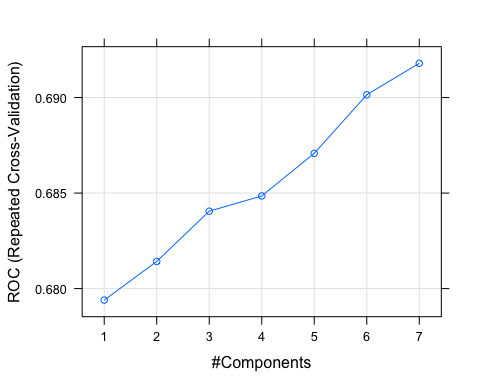 ROC (Repeated Cross-Validation)
0.690
0.685
0.680
1 2 3 4 5 6 7
#Components